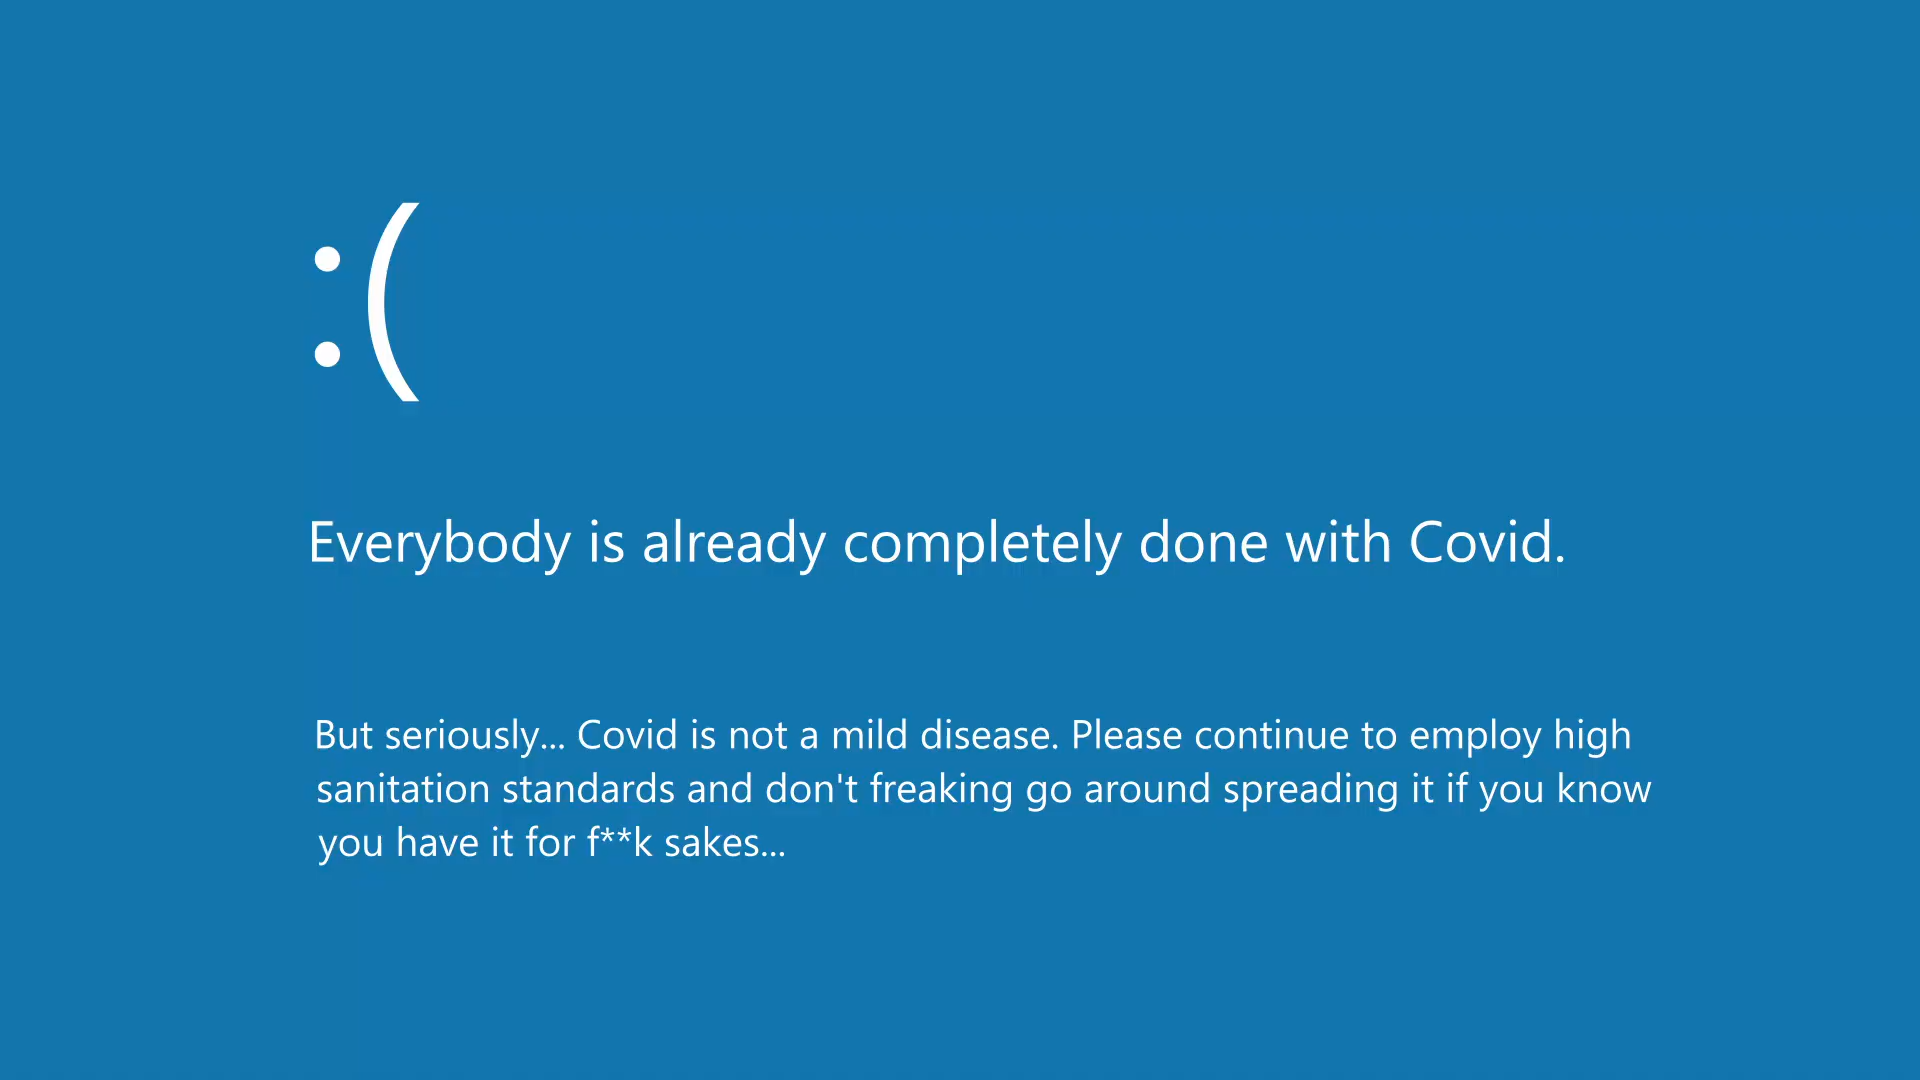 :(
Everybody is already completely done with Covid.
But seriously... Covid is not a mild disease. Please continue to employ high
sanitation standards and don't freaking go around spreading it if you know
you have it for f**k sakes...